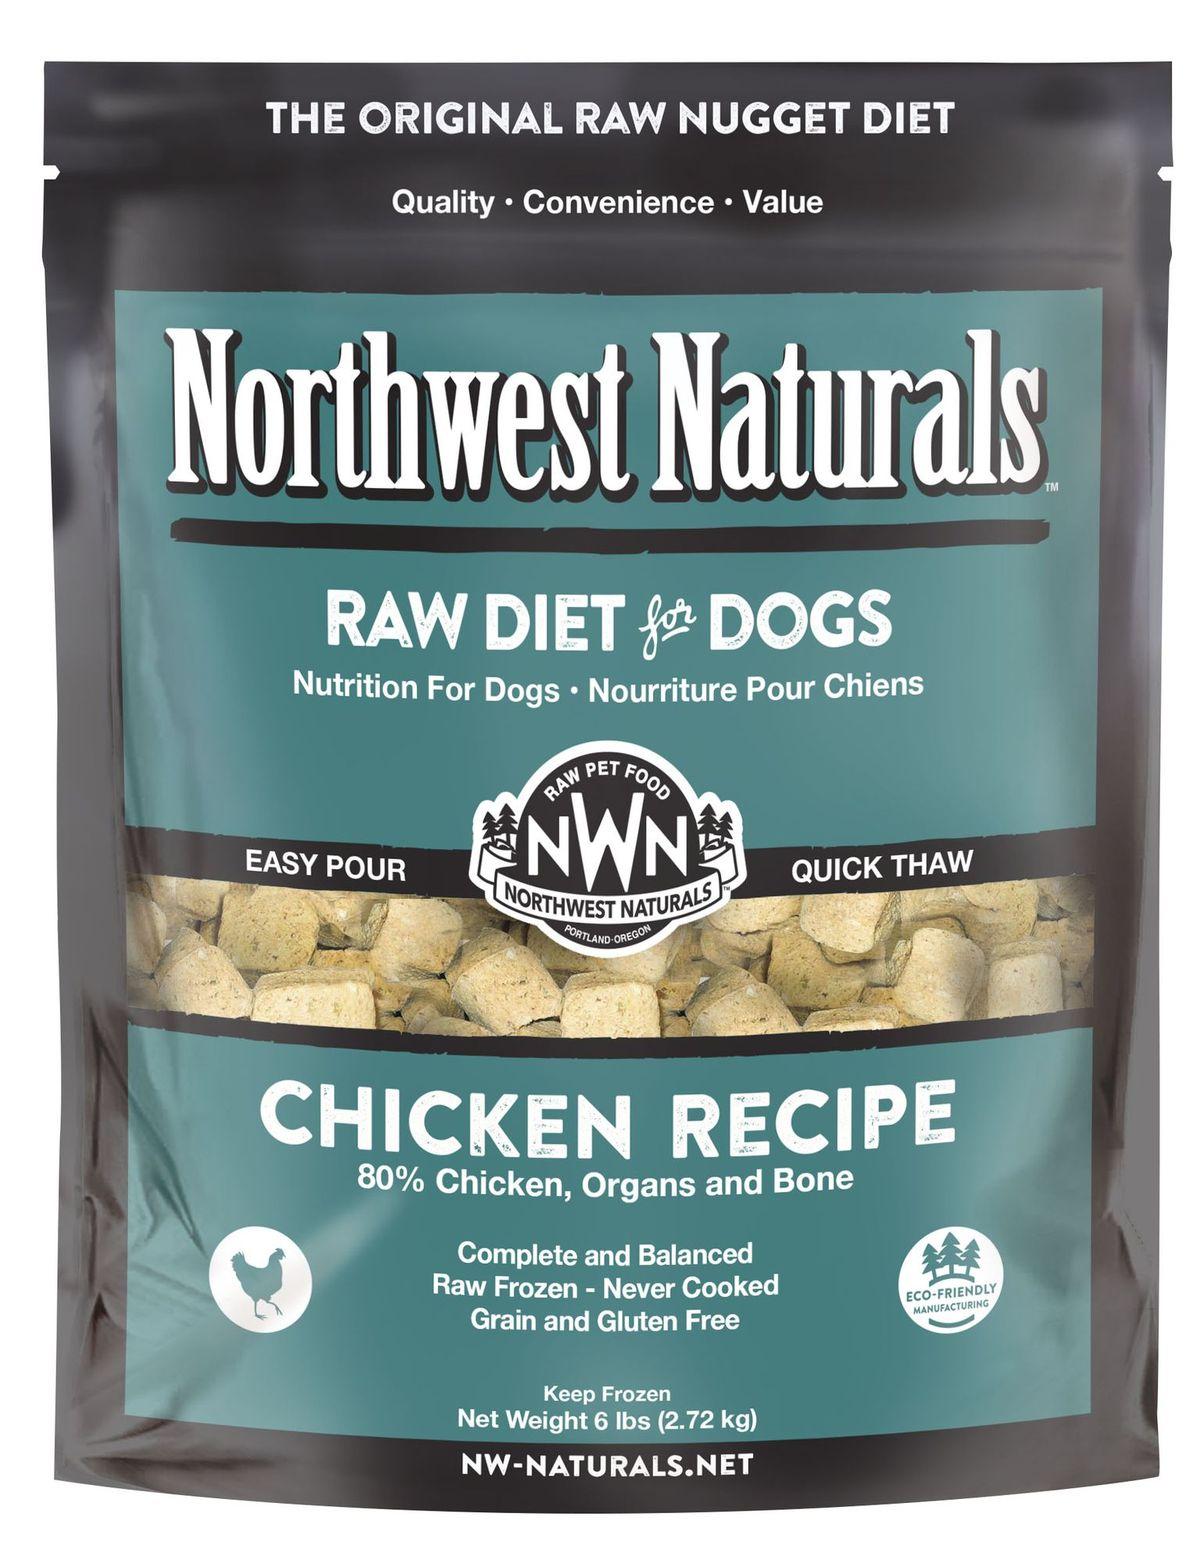 THE ORIGINAL RAW NUGGET DIET
Quality • Convenience • Value
Northwest Naturals™
RAW DIET for DOGS
Nutrition For Dogs • Nourriture Pour Chiens
RAW PET FOOD
NWN
NORTHWEST NATURALS™
PORTLAND·OREGON
EASY POUR
QUICK THAW
CHICKEN RECIPE
80% Chicken, Organs and Bone
Complete and Balanced
Raw Frozen - Never Cooked
Grain and Gluten Free
ECO-FRIENDLY
MANUFACTURING
Keep Frozen
Net Weight 6 lbs (2.72 kg)
NW-NATURALS.NET